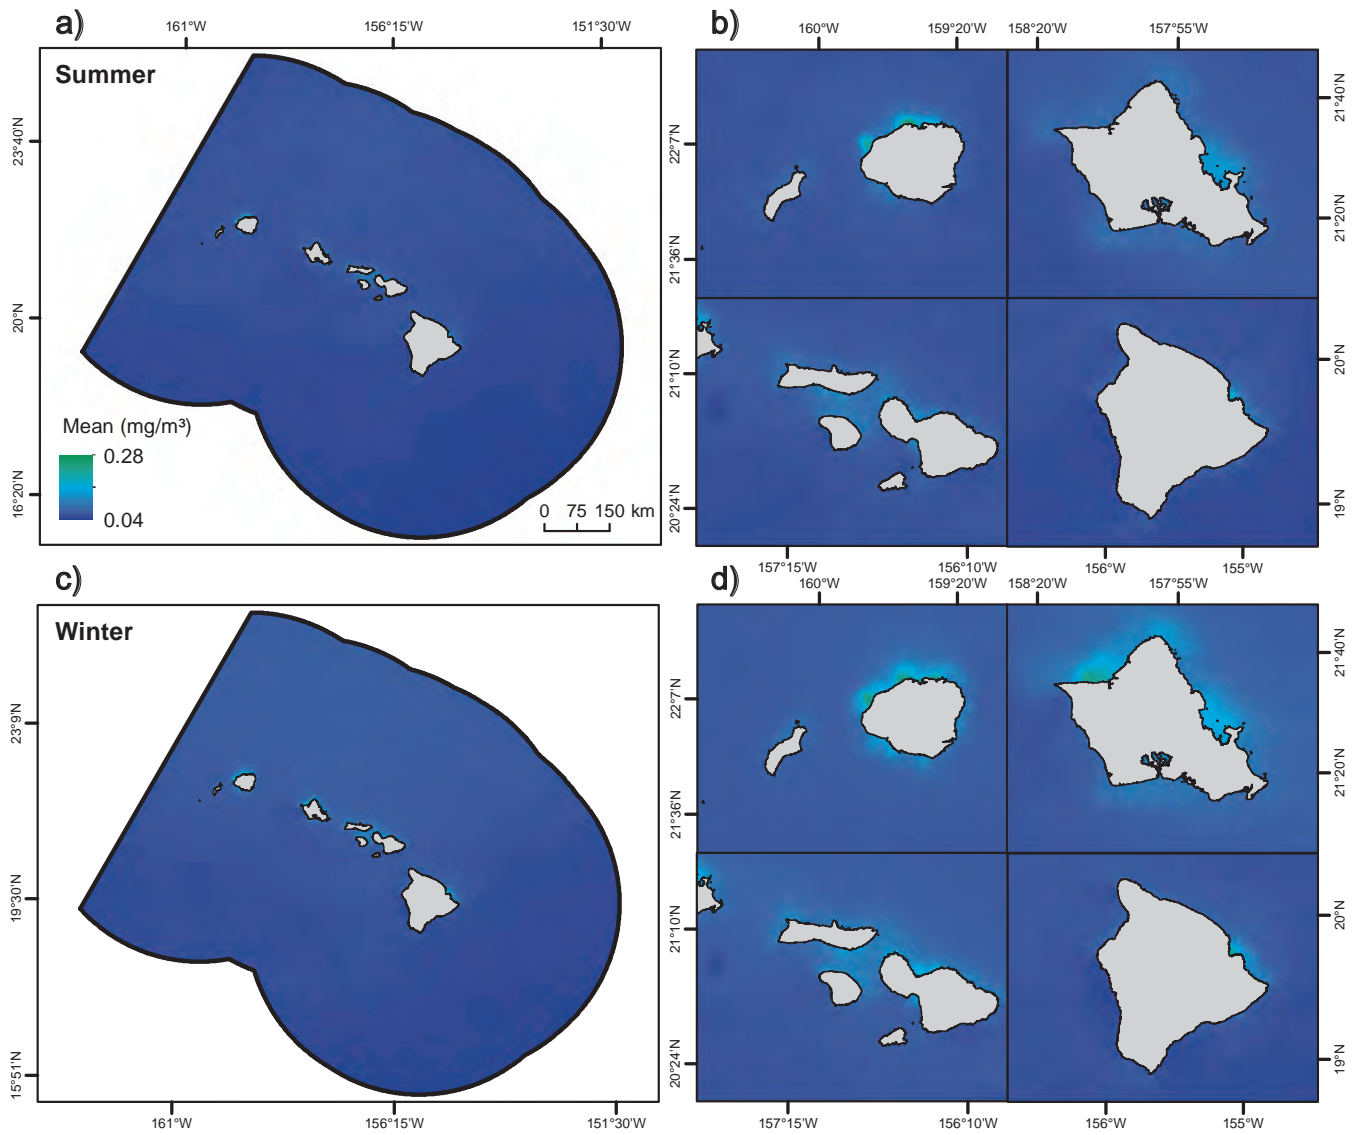 a)
161°W 156°15'W 151°30'W
Summer
23°40'N
20°N
16°20'N
Mean (mg/m³)
0.28
0.04
0 75 150 km
b)
160°W 159°20'W 158°20'W 157°55'W
22°7'N
21°36'N
21°40'N
21°20'N
21°10'N
20°24'N
20°N
19°N
157°15'W 156°10'W 156°W 155°W
c)
Winter
23°9'N
19°30'N
15°51'N
161°W 156°15'W 151°30'W
d)
160°W 159°20'W 158°20'W 157°55'W
22°7'N
21°36'N
21°40'N
21°20'N
21°10'N
20°24'N
20°N
19°N
157°15'W 156°10'W 156°W 155°W